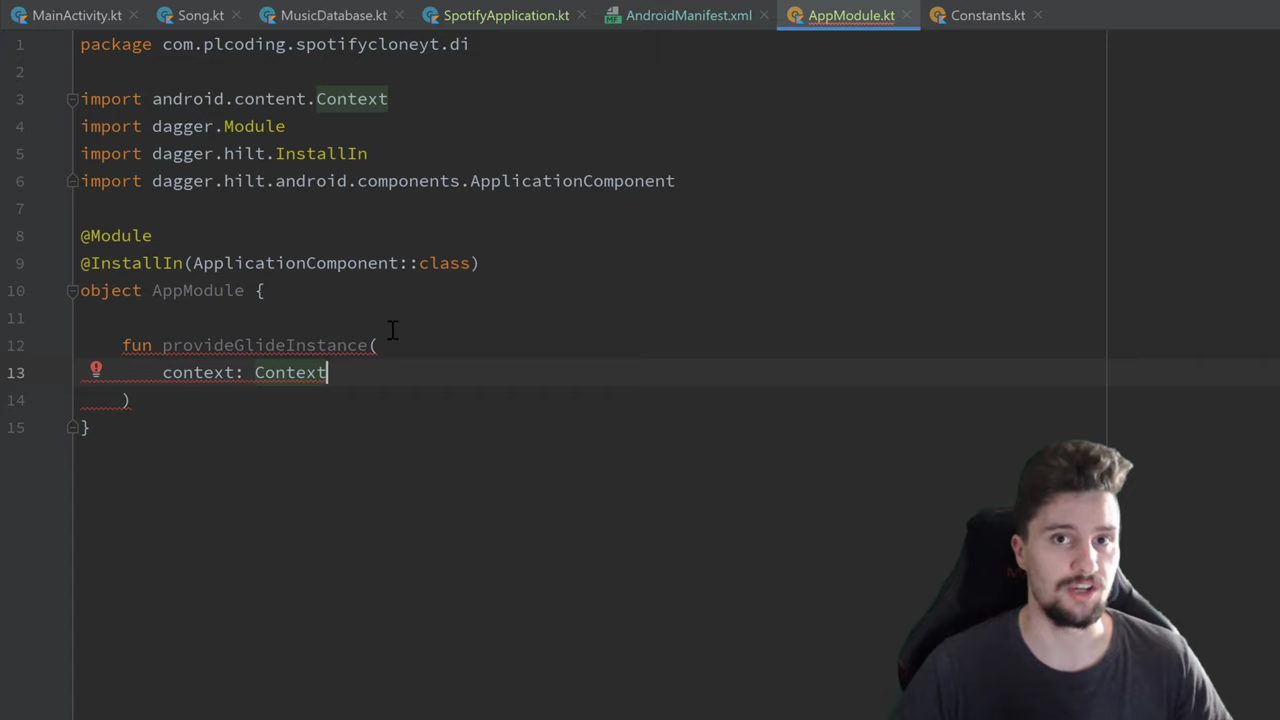 MainActivity.kt Song.kt MusicDatabase.kt SpotifyApplication.kt AndroidManifest.xml AppModule.kt Constants.kt
1 package com.plcoding.spotifycloneyt.di
2
3 import android.content.Context
4 import dagger.Module
5 import dagger.hilt.InstallIn
6 import dagger.hilt.android.components.ApplicationComponent
7
8 @Module
9 @InstallIn(ApplicationComponent::class)
10 object AppModule {
11
12 fun provideGlideInstance(
13 context: Context
14 )
15 }